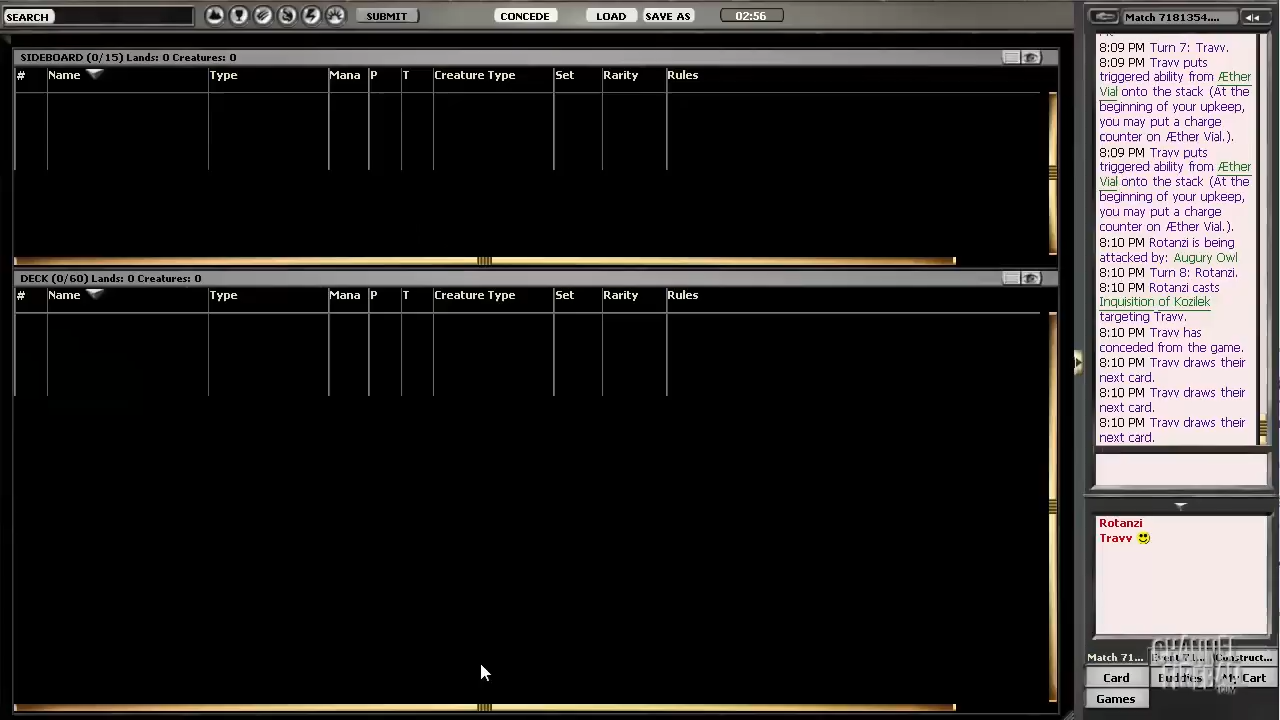 SEARCH
SUBMIT
CONCEDE
LOAD
SAVE AS
02:56
Match 7181354....
SIDEBOARD (0/15) Lands: 0 Creatures: 0
# Name Type Mana P T Creature Type Set Rarity Rules
DECK (0/60) Lands: 0 Creatures: 0
# Name Type Mana P T Creature Type Set Rarity Rules
8:09 PM Turn 7: Travv.
8:09 PM Travv puts
triggered ability from Æther
Vial onto the stack (At the
beginning of your upkeep,
you may put a charge
counter on Æther Vial.).
8:09 PM Travv puts
triggered ability from Æther
Vial onto the stack (At the
beginning of your upkeep,
you may put a charge
counter on Æther Vial.).
8:10 PM Rotanzi is being
attacked by: Augury Owl
8:10 PM Turn 8: Rotanzi.
8:10 PM Rotanzi casts
Inquisition of Kozilek
targeting Travv.
8:10 PM Travv has
conceded from the game.
8:10 PM Travv draws their
next card.
8:10 PM Travv draws their
next card.
8:10 PM Travv draws their
next card.
Rotanzi
Travv
Match 71... Event 71... Construct...
Card Buddies My Cart
Games
CHANNEL